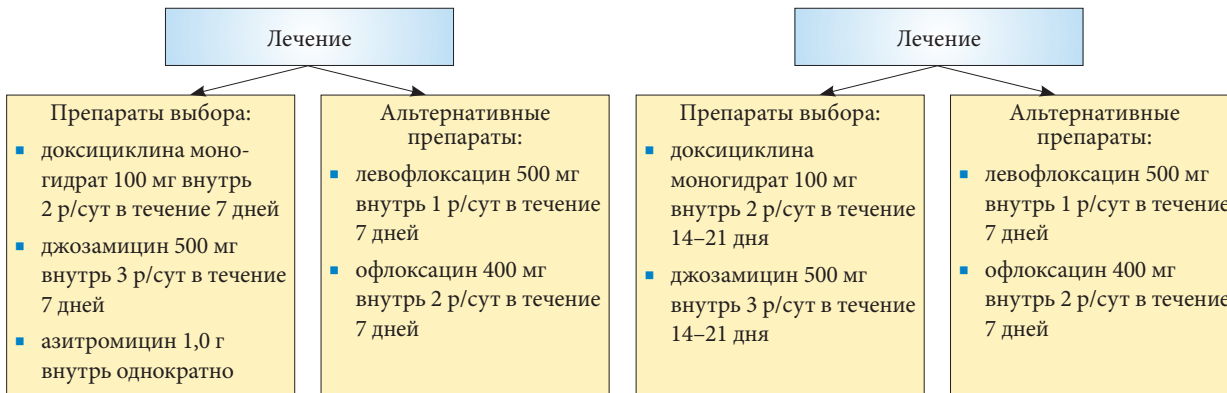 Лечение
Препараты выбора:
▪ доксициклина моно-
гидрат 100 мг внутрь
2 р/сут в течение 7 дней
▪ джозамицин 500 мг
внутрь 3 р/сут в течение
7 дней
▪ азитромицин 1,0 г
внутрь однократно
Альтернативные
препараты:
▪ левофлоксацин 500 мг
внутрь 1 р/сут в течение
7 дней
▪ офлоксацин 400 мг
внутрь 2 р/сут в течение
7 дней
Лечение
Препараты выбора:
▪ доксициклина
моногидрат 100 мг
внутрь 2 р/сут в течение
14–21 дня
▪ джозамицин 500 мг
внутрь 3 р/сут в течение
14–21 дня
Альтернативные
препараты:
▪ левофлоксацин 500 мг
внутрь 1 р/сут в течение
7 дней
▪ офлоксацин 400 мг
внутрь 2 р/сут в течение
7 дней